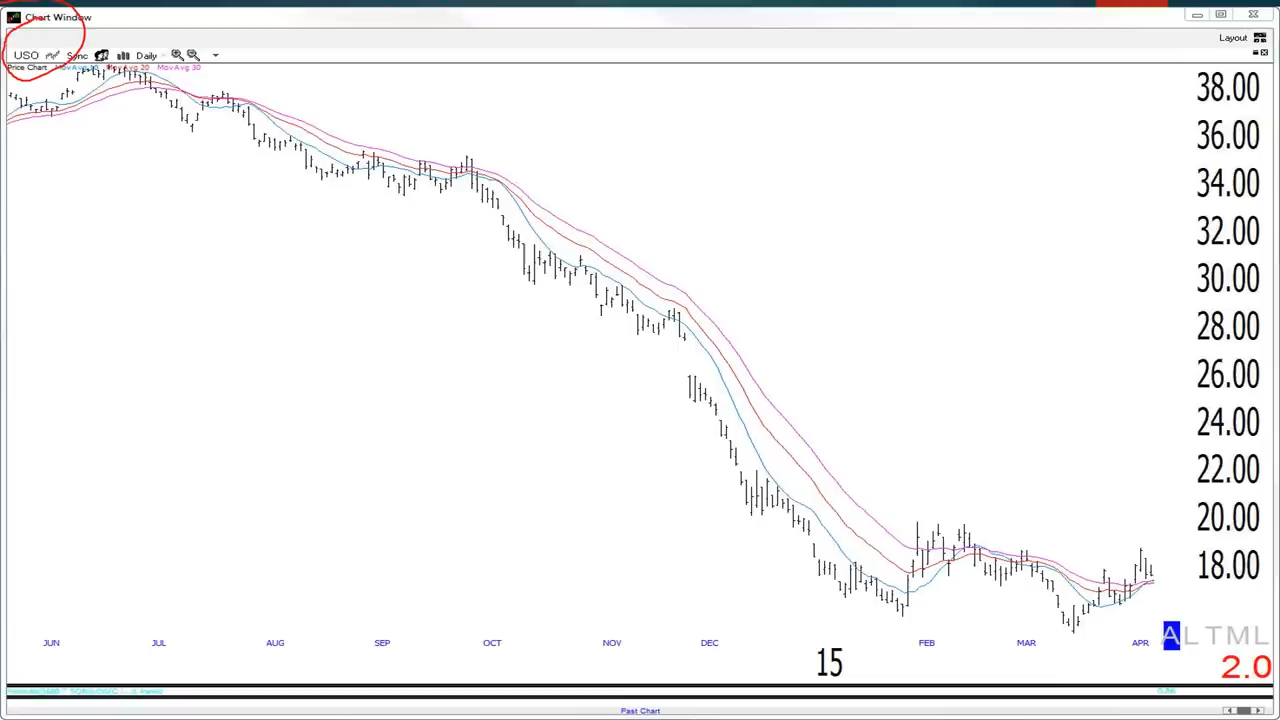 Chart Window
Layout
USO Sync Daily
Price Chart MovAvg 10 MovAvg 20 MovAvg 30
38.00
36.00
34.00
32.00
30.00
28.00
26.00
24.00
22.00
20.00
18.00
JUN JUL AUG SEP OCT NOV DEC 15 FEB MAR APR
ALTML
2.0
Past Chart